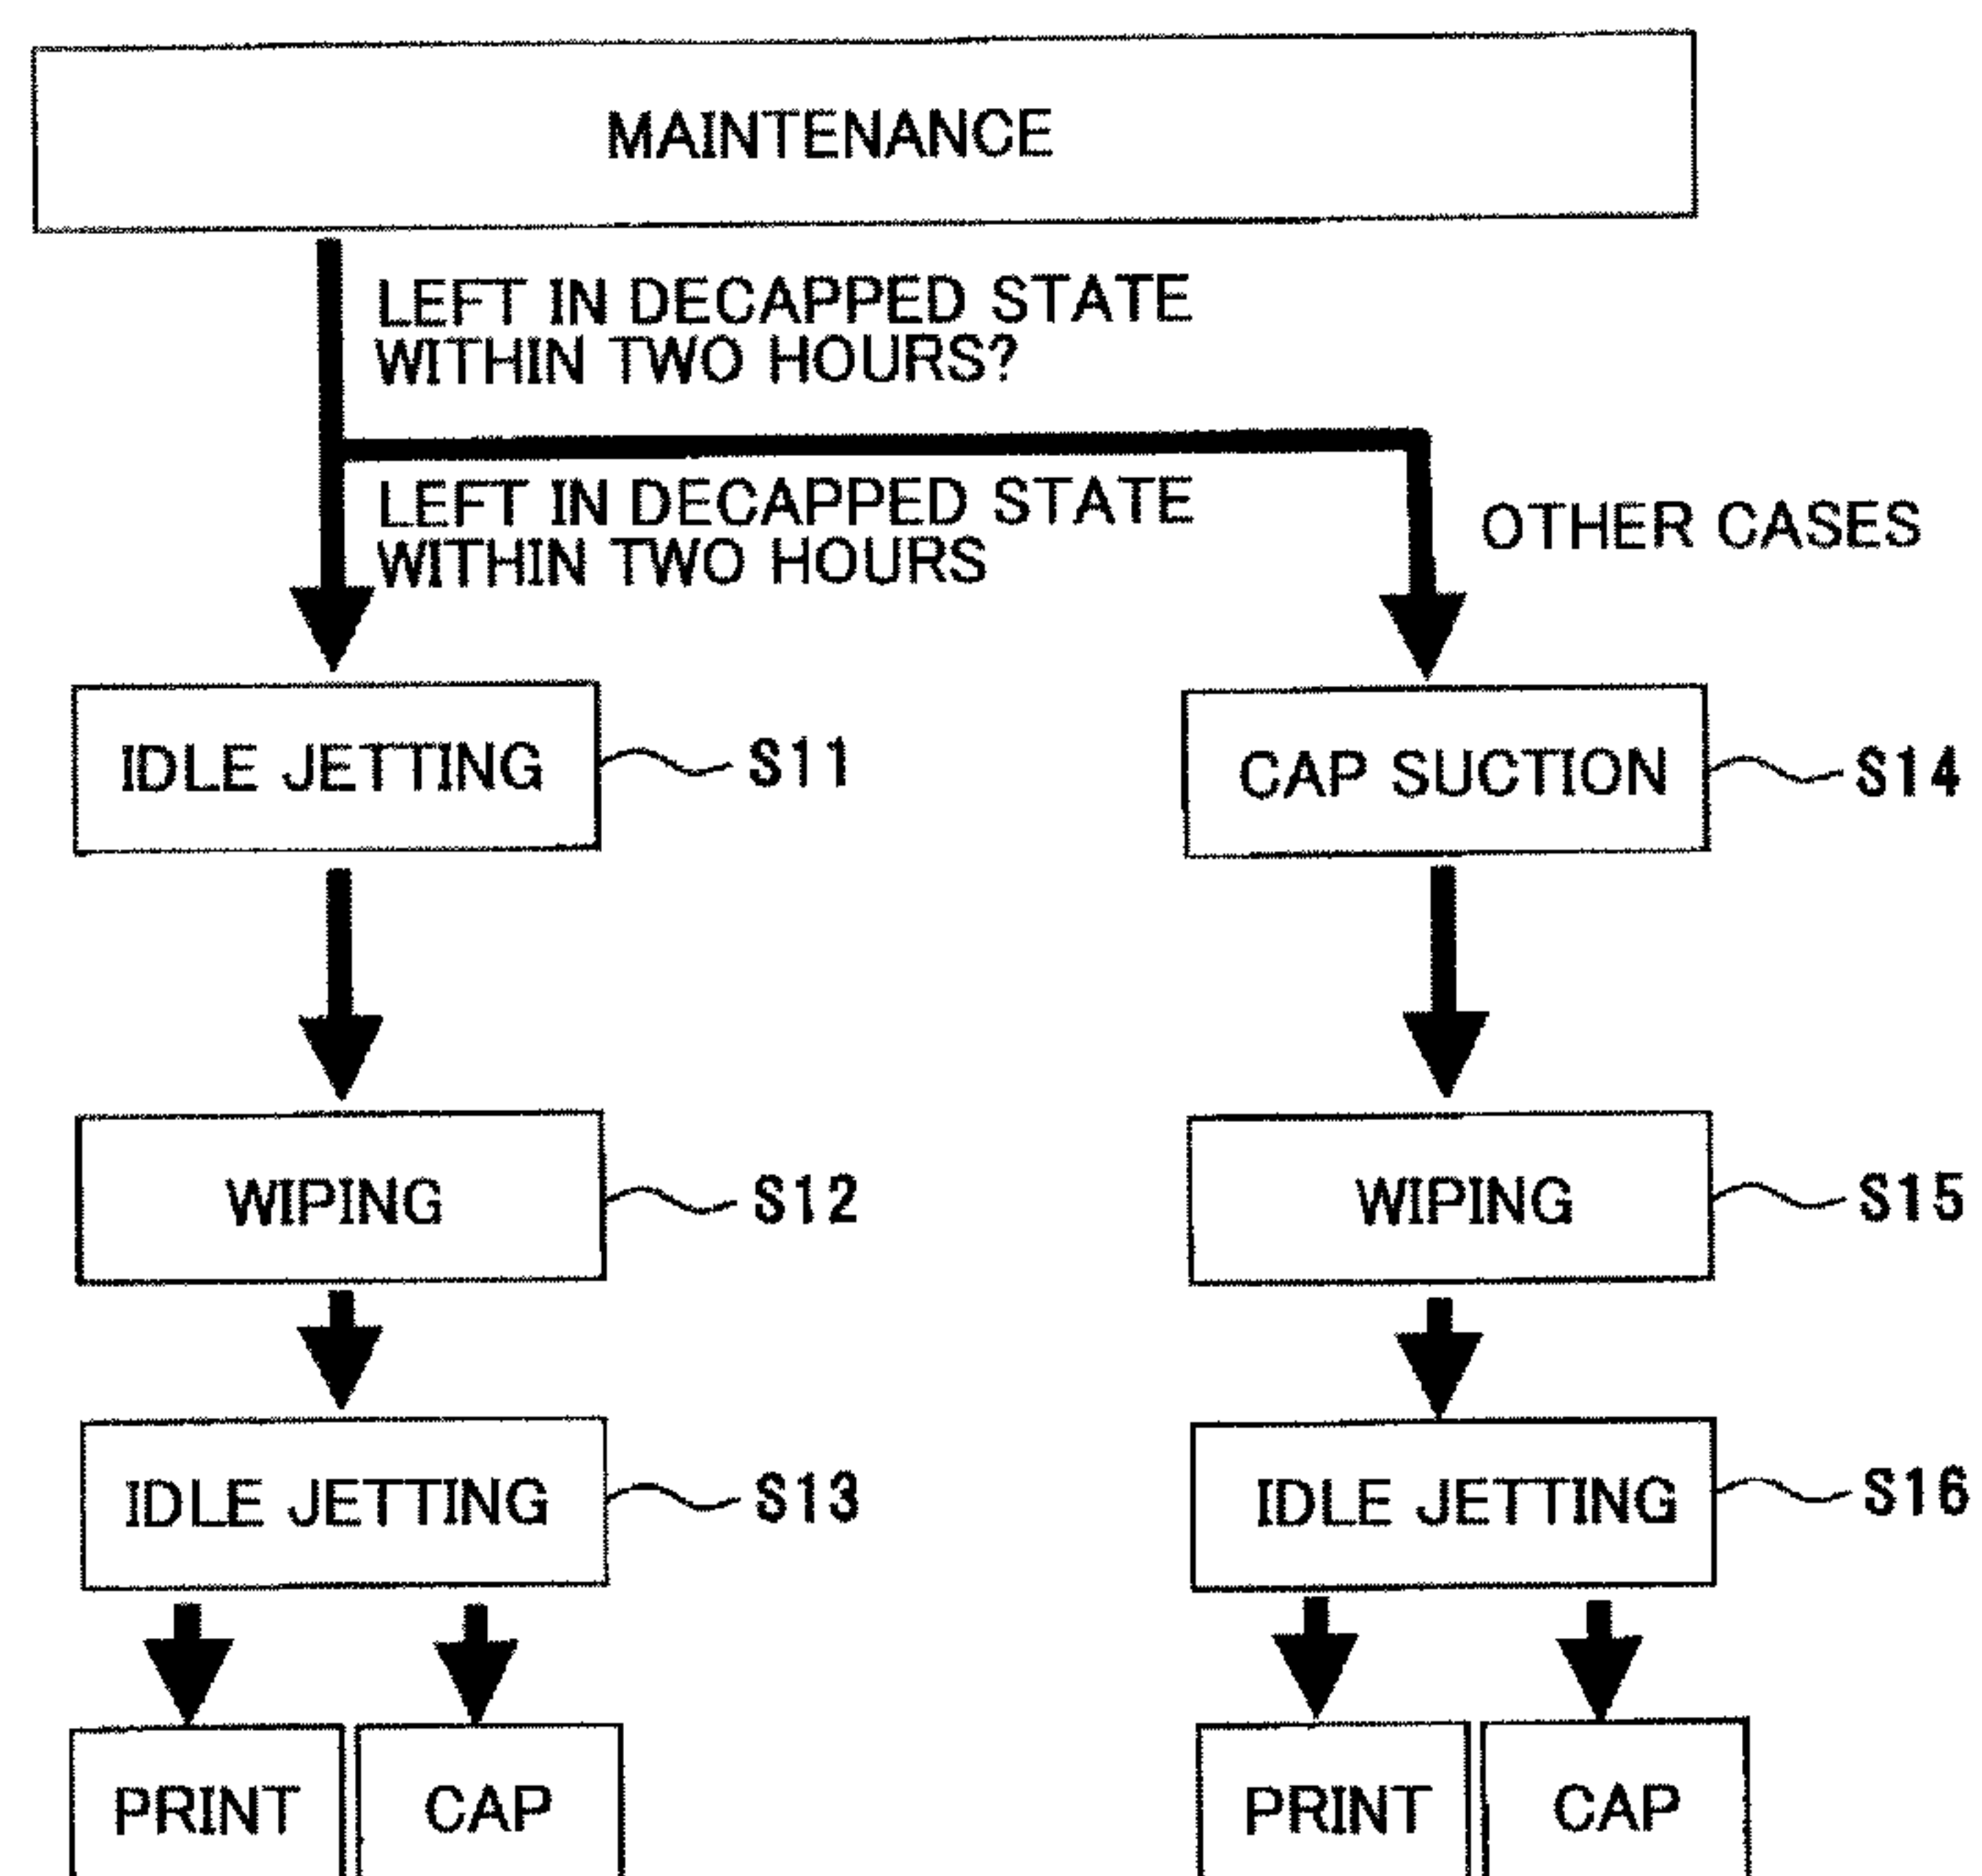 MAINTENANCE
LEFT IN DECAPPED STATE
WITHIN TWO HOURS?
LEFT IN DECAPPED STATE
WITHIN TWO HOURS
OTHER CASES
IDLE JETTING
S11
CAP SUCTION
S14
WIPING
S12
WIPING
S15
IDLE JETTING
S13
IDLE JETTING
S16
PRINT
CAP
PRINT
CAP